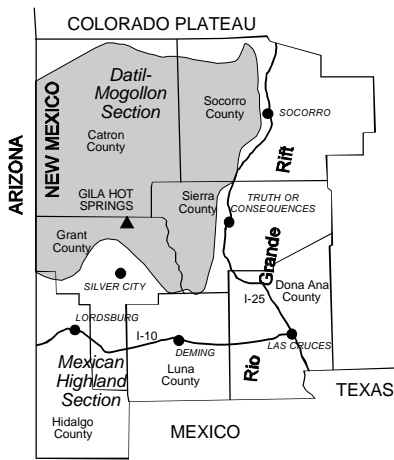 COLORADO PLATEAU
Datil-
Mogollon
Section
Socorro
County
SOCORRO
Catron
County
NEW MEXICO
ARIZONA
Rift
GILA HOT
SPRINGS
Sierra
County
TRUTH OR
CONSEQUENCES
Grant
County
Grande
SILVER CITY
I-25
Dona Ana
County
LORDSBURG
I-10
DEMING
LAS CRUCES
Mexican
Highland
Section
Luna
County
Rio
TEXAS
Hidalgo
County
MEXICO